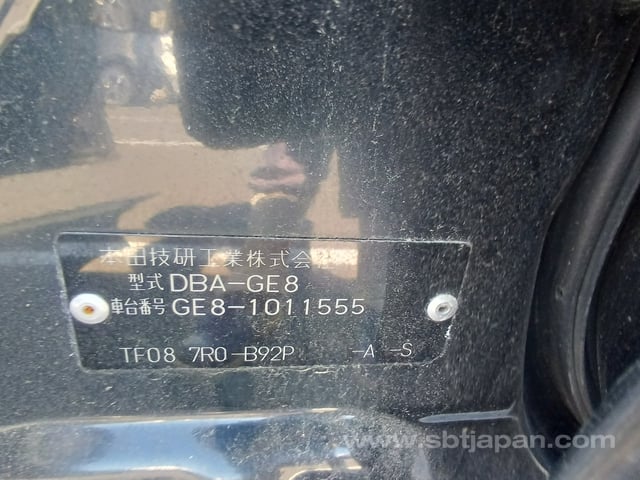 本田技研工業株式会社
型式 DBA-GE8
車台番号 GE8-1011555
TF08 7R0-B92P -A -S
www.sbtjapan.com